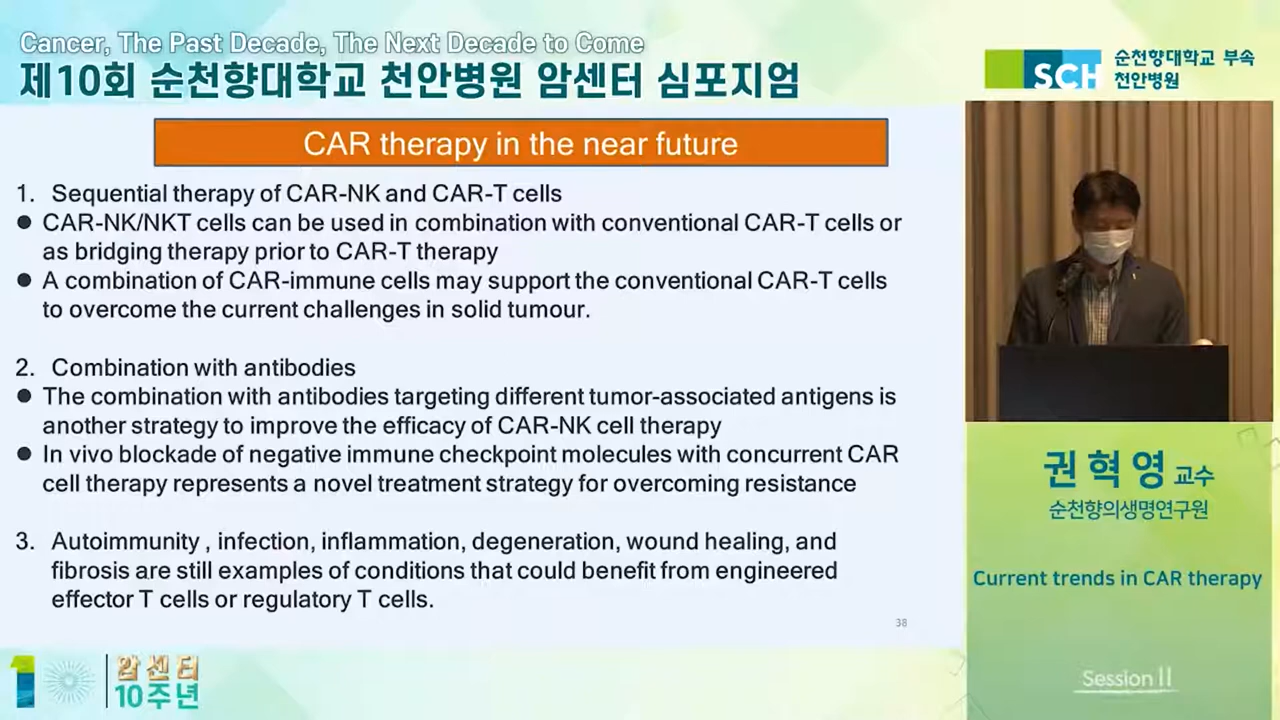 Cancer, The Past Decade, The Next Decade to Come
제10회 순천향대학교 천안병원 암센터 심포지엄
SCH
순천향대학교 부속
천안병원
CAR therapy in the near future
1. Sequential therapy of CAR-NK and CAR-T cells
● CAR-NK/NKT cells can be used in combination with conventional CAR-T cells or
as bridging therapy prior to CAR-T therapy
● A combination of CAR-immune cells may support the conventional CAR-T cells
to overcome the current challenges in solid tumour.
2. Combination with antibodies
● The combination with antibodies targeting different tumor-associated antigens is
another strategy to improve the efficacy of CAR-NK cell therapy
● In vivo blockade of negative immune checkpoint molecules with concurrent CAR
cell therapy represents a novel treatment strategy for overcoming resistance
3. Autoimmunity , infection, inflammation, degeneration, wound healing, and
fibrosis are still examples of conditions that could benefit from engineered
effector T cells or regulatory T cells.
38
권혁영 교수
순천향의생명연구원
Current trends in CAR therapy
Session II
10
암센터
10주년